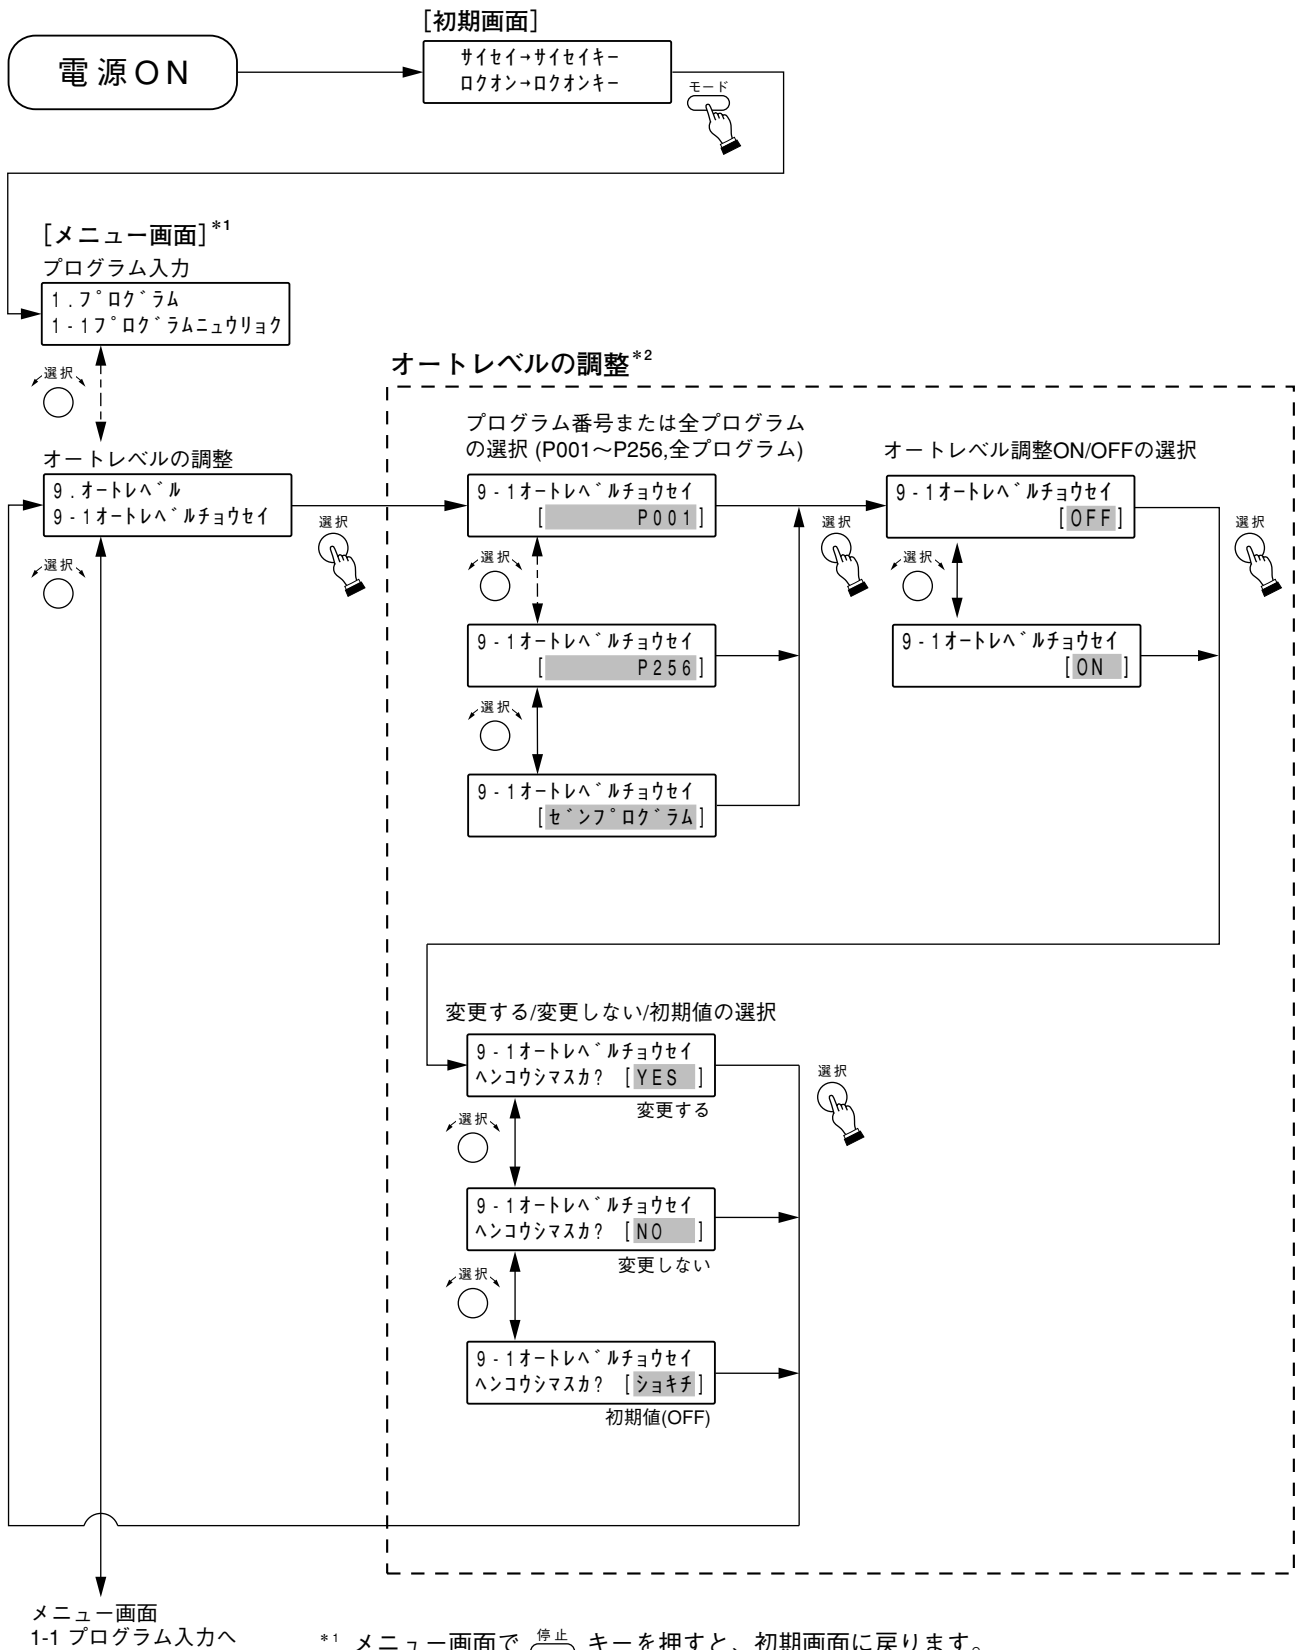 [初期画面]
電源ON
サイセイ→サイセイキー
ロクオン→ロクオンキー
モード
[メニュー画面]*1
プログラム入力
1.プログラム
1-1プログラムニュウリョク
選択
オートレベルの調整*2
オートレベルの調整
9.オートレベル
9-1オートレベルチョウセイ
選択
選択
プログラム番号または全プログラム
の選択 (P001～P256,全プログラム)
9-1オートレベルチョウセイ
[ P001]
選択
選択
9-1オートレベルチョウセイ
[ P256]
選択
9-1オートレベルチョウセイ
[ゼンプログラム]
オートレベル調整ON/OFFの選択
9-1オートレベルチョウセイ
[OFF]
選択
選択
9-1オートレベルチョウセイ
[ON ]
変更する/変更しない/初期値の選択
9-1オートレベルチョウセイ
ヘンコウシマスカ? [YES ]
変更する
選択
選択
9-1オートレベルチョウセイ
ヘンコウシマスカ? [NO ]
変更しない
選択
9-1オートレベルチョウセイ
ヘンコウシマスカ? [ショキチ]
初期値(OFF)
メニュー画面
1-1 プログラム入力へ
*1 メニュー画面で 停止 キーを押すと、初期画面に戻ります。